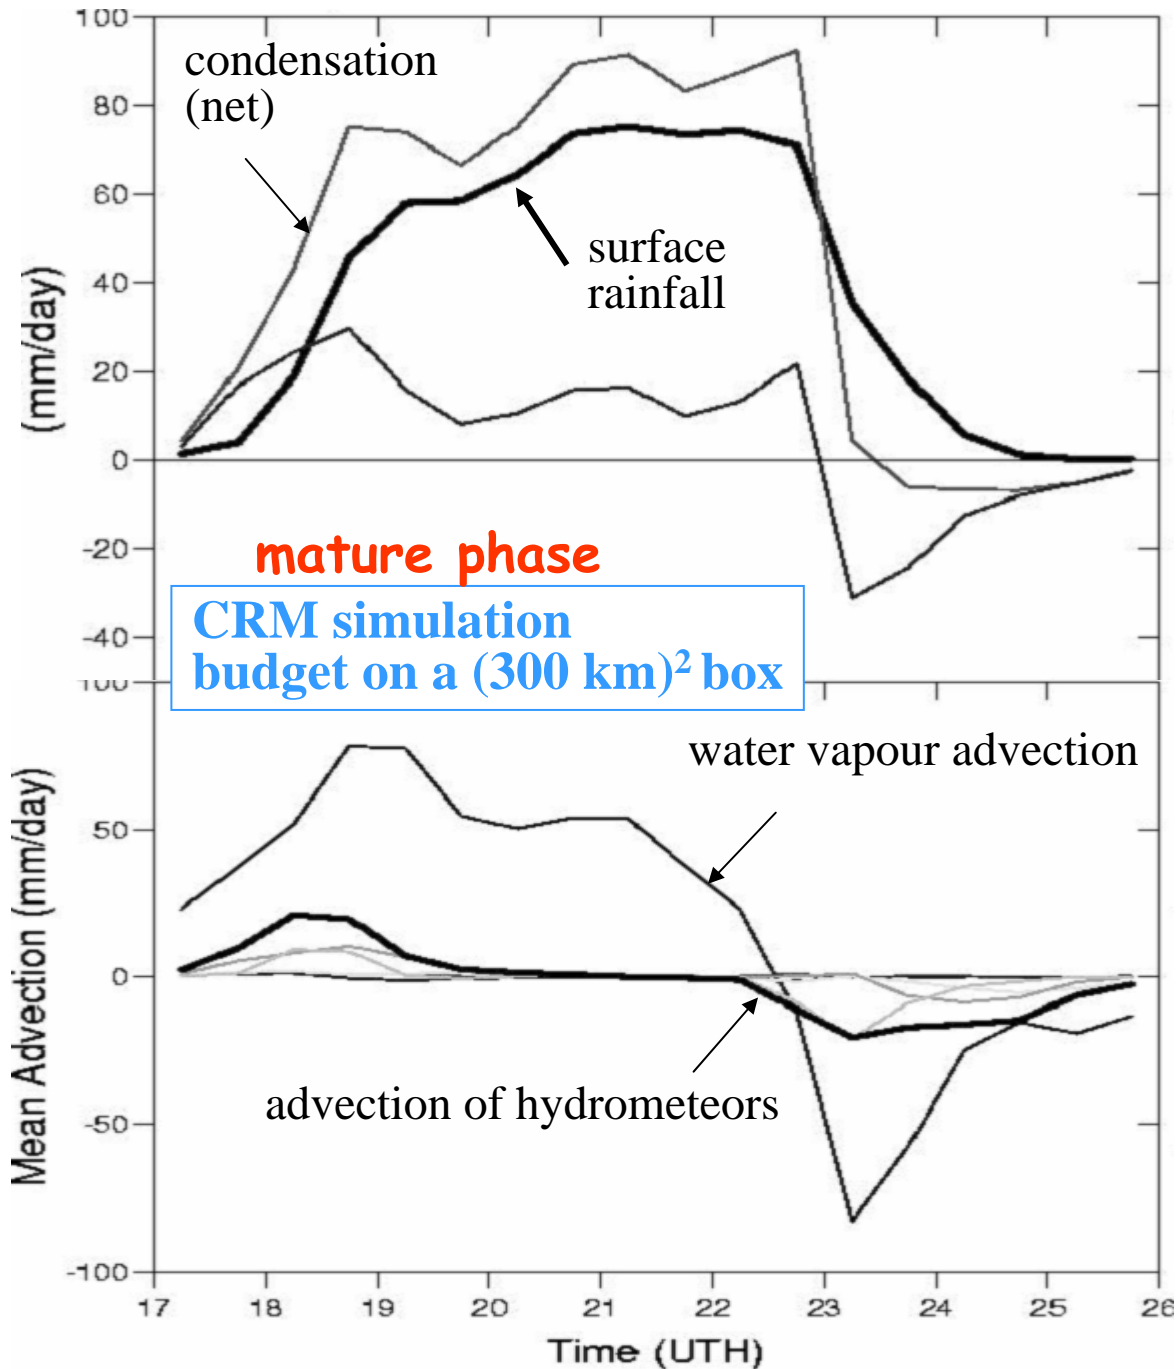 100
condensation
(net)
80
60
surface
rainfall
40
(mm/day)
20
0
-20
mature phase
CRM simulation
budget on a (300 km)² box
-40
100
water vapour advection
50
Mean Advection (mm/day)
0
advection of hydrometeors
-50
-100
17 18 19 20 21 22 23 24 25 26
Time (UTH)